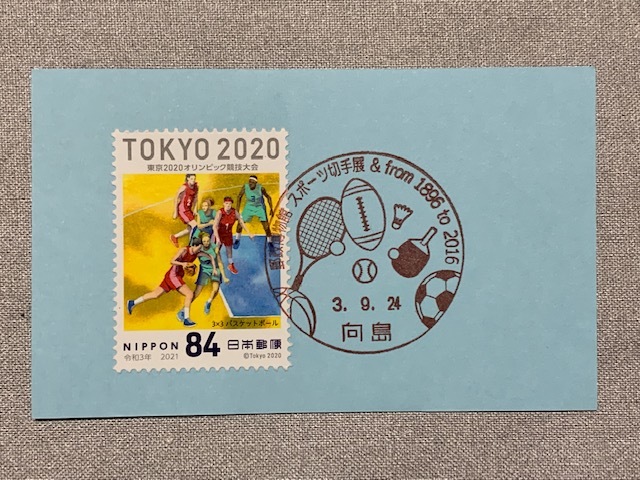 TOKYO 2020
東京2020オリンピック競技大会
3×3 バスケットボール
NIPPON 84 日本郵便
令和3年 2021 ©Tokyo 2020
スポーツ切手展 & from 1896 to 2016
3. 9. 24
向島